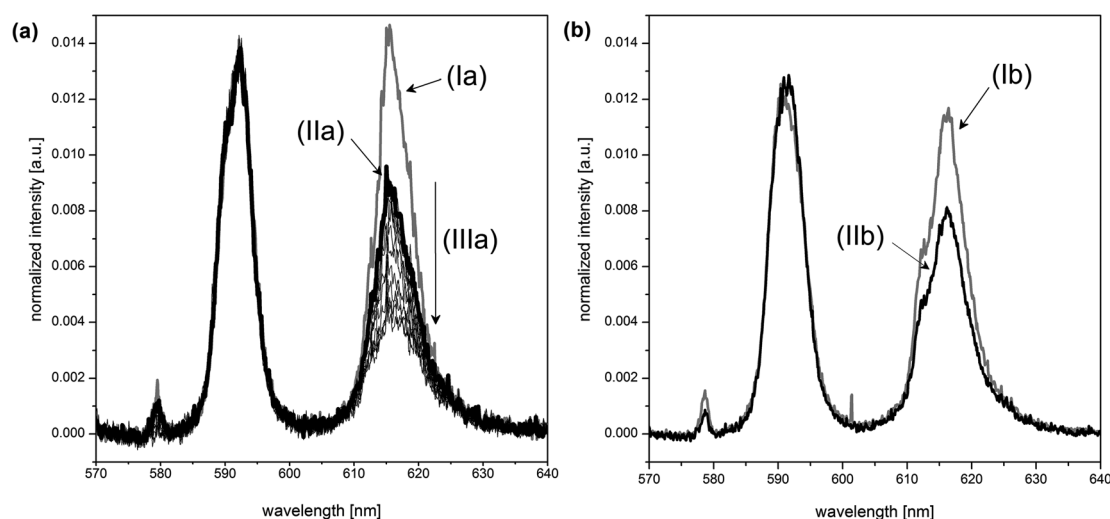 (a)
(b)
normalized intensity [a.u.]
0.014
0.012
0.010
0.008
0.006
0.004
0.002
0.000
570
580
590
600
610
620
630
640
wavelength [nm]
(Ia)
(IIa)
(IIIa)
normalized intensity [a.u.]
0.014
0.012
0.010
0.008
0.006
0.004
0.002
0.000
570
580
590
600
610
620
630
640
wavelength [nm]
(Ib)
(IIb)